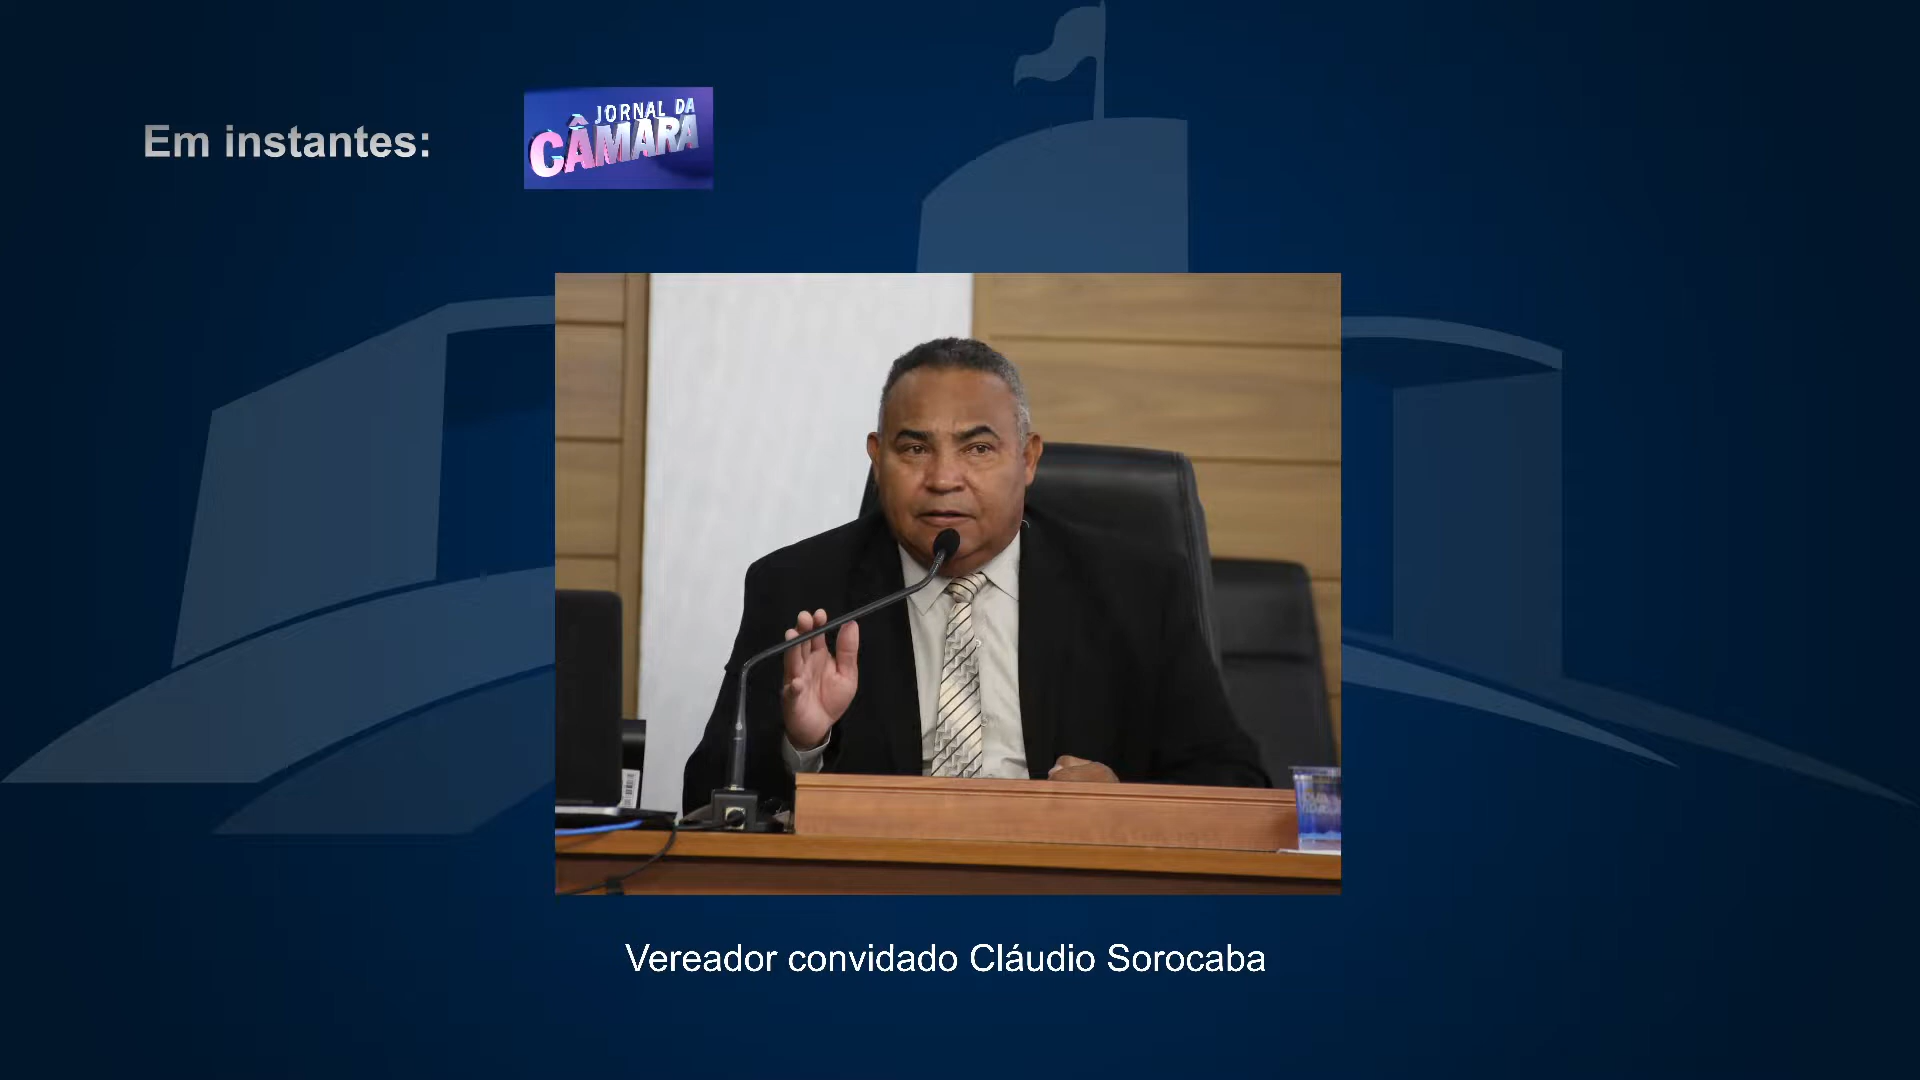 Em instantes:
JORNAL DA
CÂMARA
Vereador convidado Cláudio Sorocaba